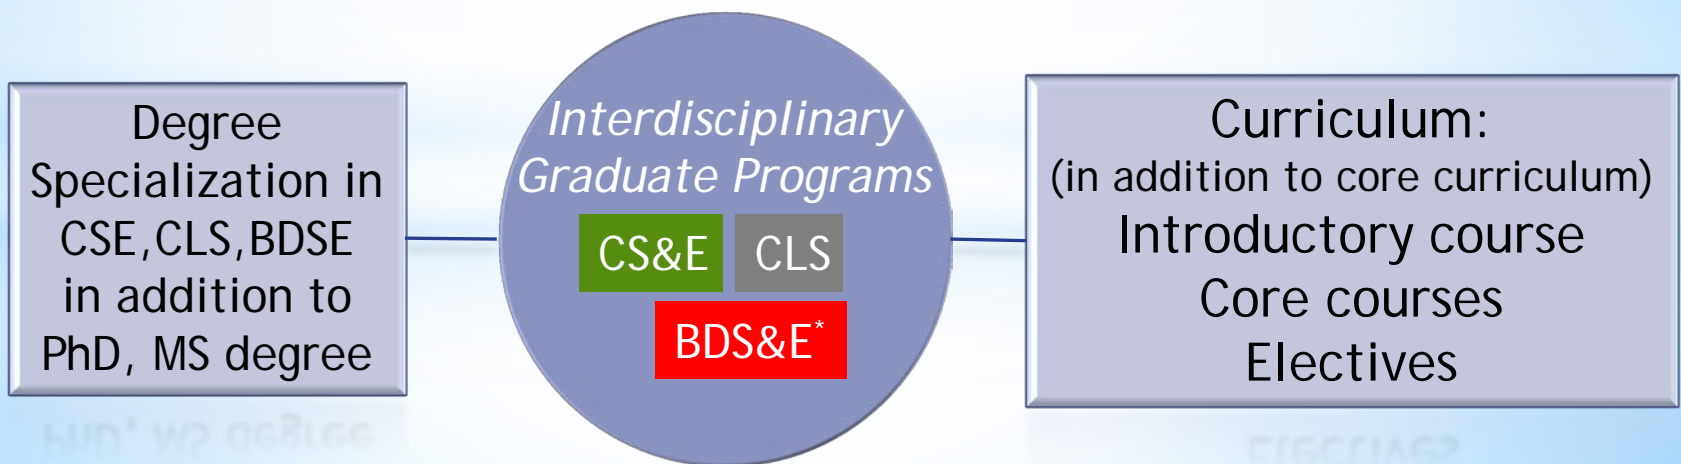 Degree
Specialization in
CSE,CLS,BDSE
in addition to
PhD, MS degree
Interdisciplinary
Graduate Programs
CS&E CLS
BDS&E*
Curriculum:
(in addition to core curriculum)
Introductory course
Core courses
Electives